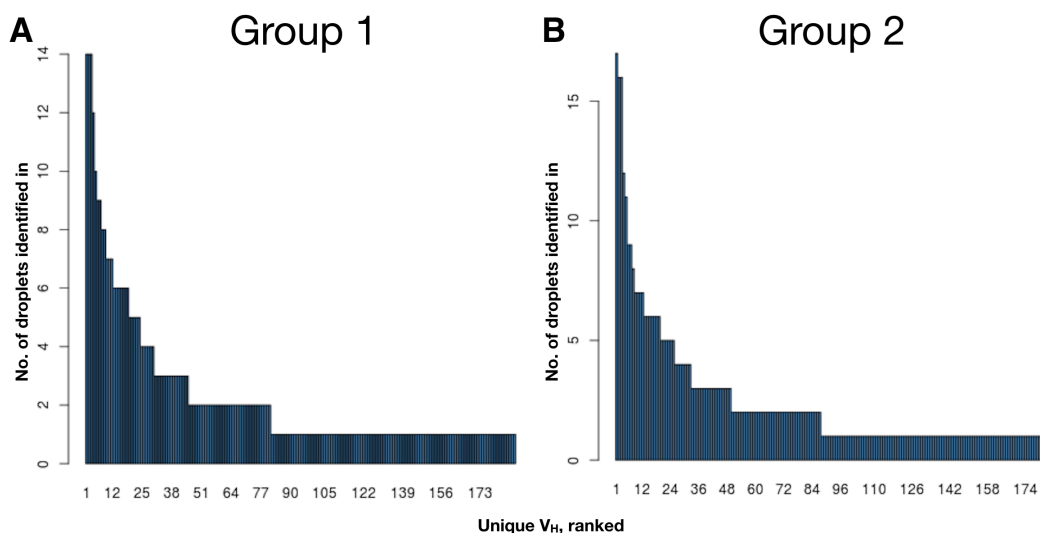 A Group 1
No. of droplets identified in
0 2 4 6 8 10 12 14
1 12 25 38 51 64 77 90 105 122 139 156 173
B Group 2
No. of droplets identified in
0 5 10 15
1 12 24 36 48 60 72 84 96 110 126 142 158 174
Unique VH, ranked